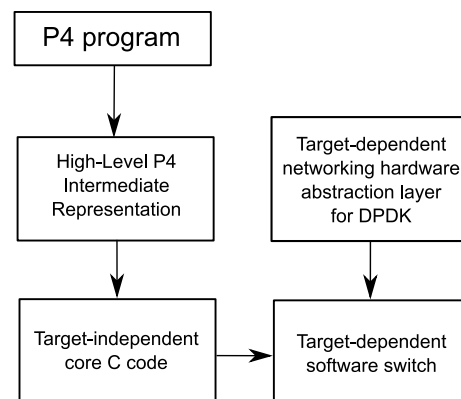 P4 program
High-Level P4
Intermediate
Representation
Target-dependent
networking hardware
abstraction layer
for DPDK
Target-independent
core C code
Target-dependent
software switch